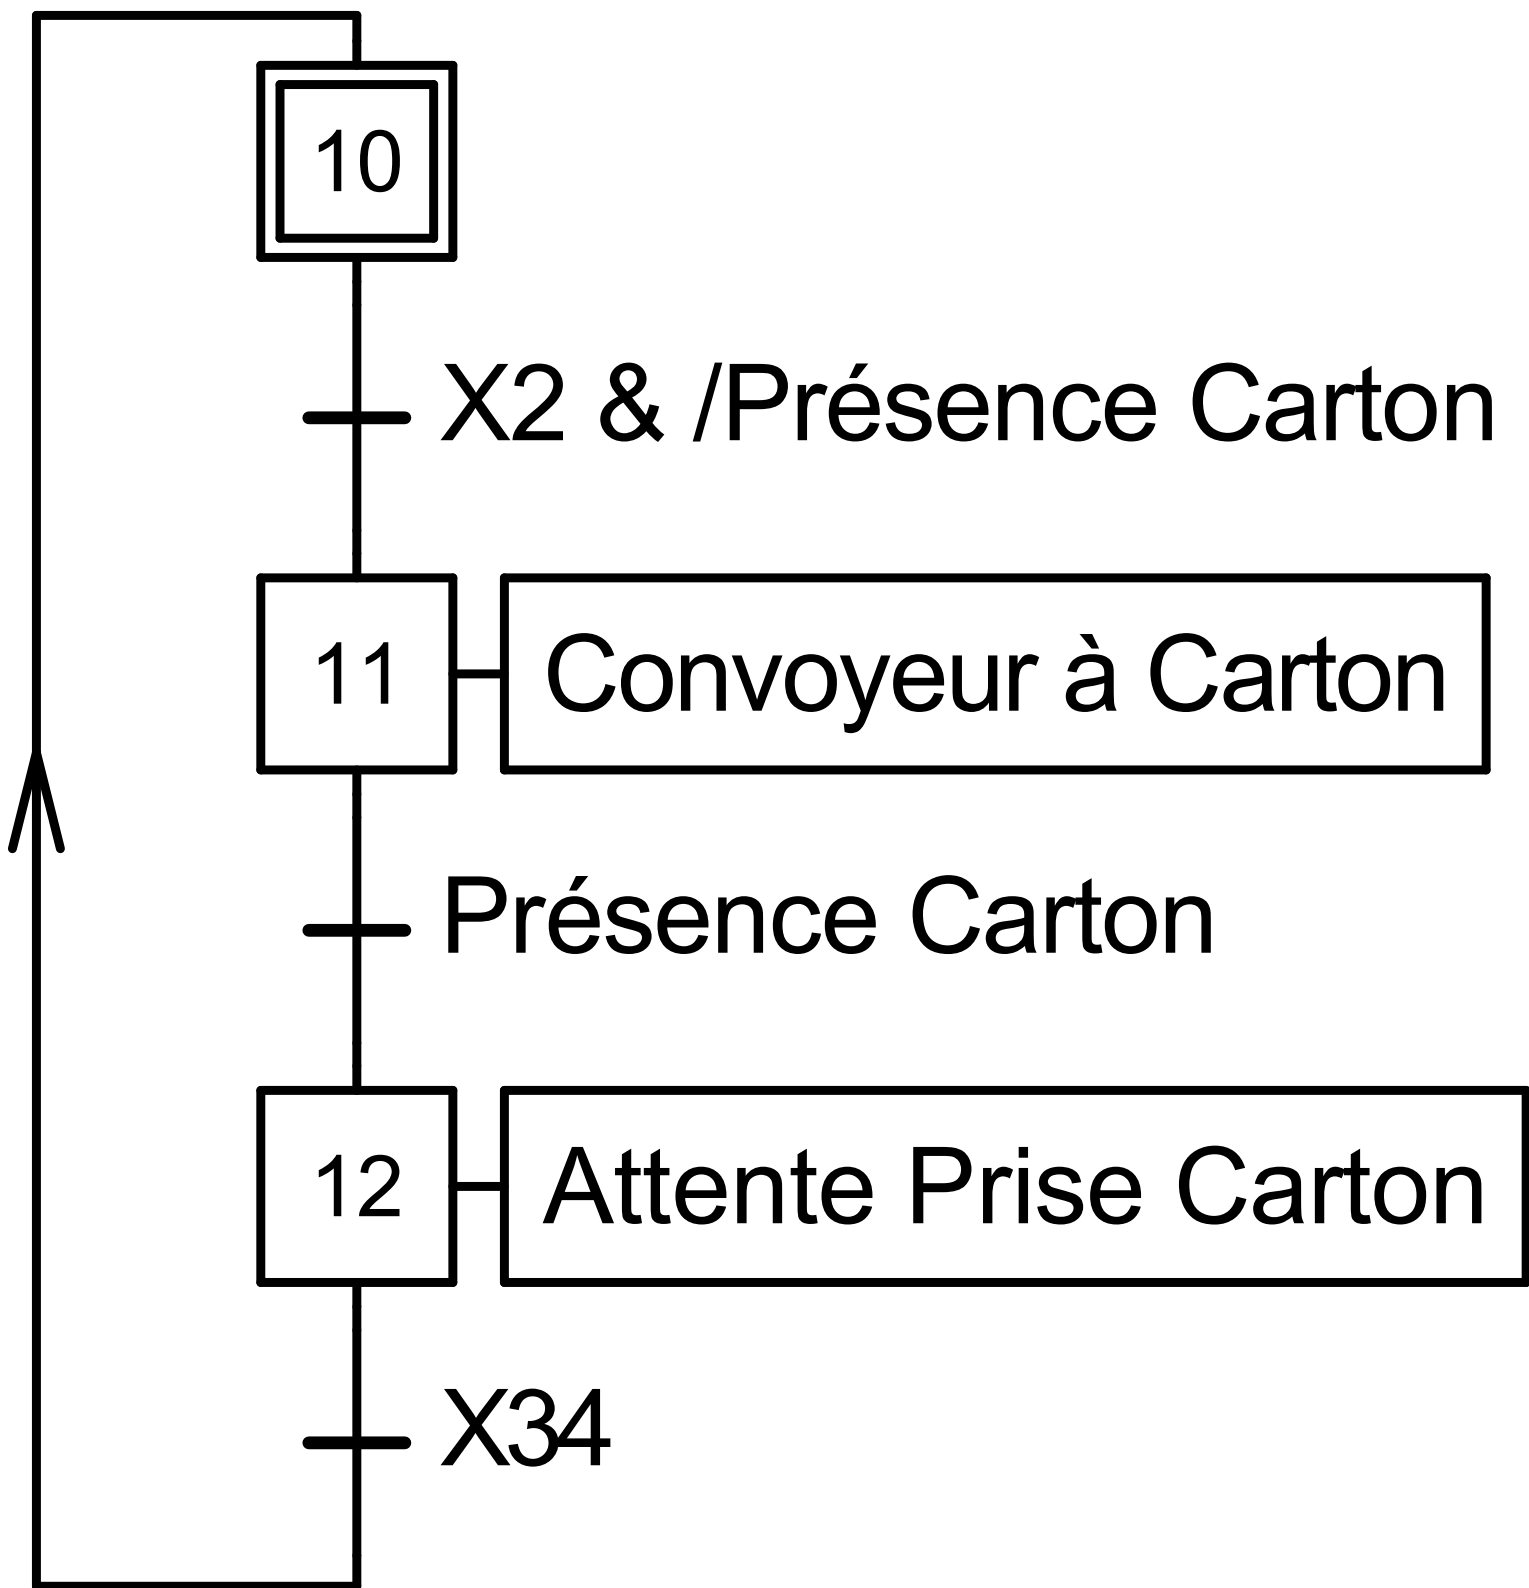 10
X2 & /Présence Carton
11
Convoyeur à Carton
Présence Carton
12
Attente Prise Carton
X34